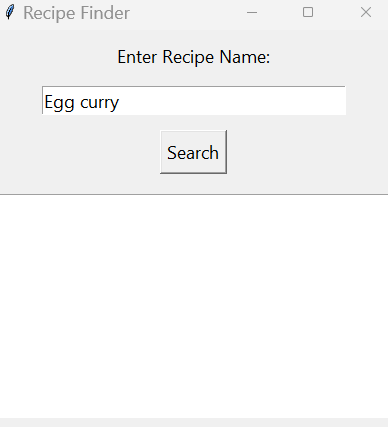 Recipe Finder
Enter Recipe Name:
Egg curry
Search